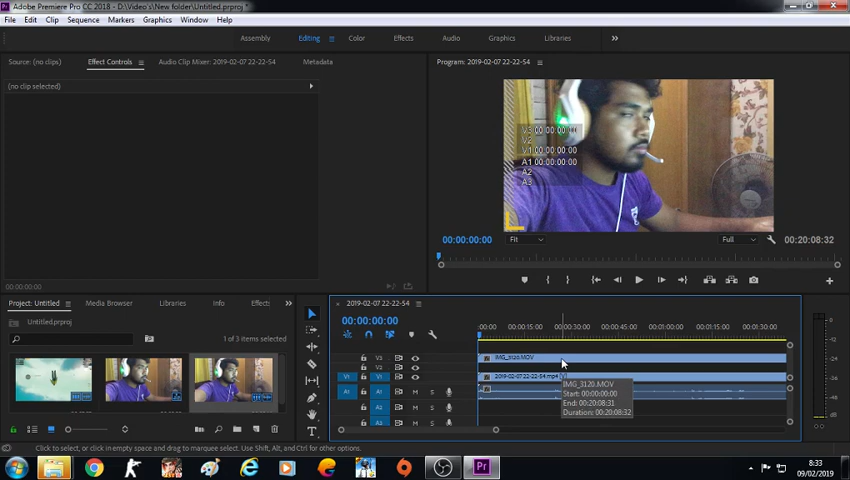 Adobe Premiere Pro CC 2018 - D:\Video's\New folder\Untitled.prproj *
File Edit Clip Sequence Markers Graphics Window Help
Assembly Editing Color Effects Audio Graphics Libraries
Source: (no clips) Effect Controls Audio Clip Mixer: 2019-02-07 22-22-54 Metadata
Program: 2019-02-07 22-22-54
(no clip selected)
V3 00:00:00:00
V2
V1 00:00:00:00
A1 00:00:00:00
A2
A3
00:00:00:00 Fit Full 00:20:08:32
00:00:00:00
Project: Untitled Media Browser Libraries Info Effects
Untitled.prproj
1 of 3 items selected
2019-02-07 22-22-54
00:00:00:00
:00:00 00:00:15:00 00:00:30:00 00:00:45:00 00:01:00:00 00:01:15:00 00:01:30:00
V3 IMG_3120.MOV
V2
V1 V1 2019-02-07 22-22-54.mp4
A1 A1 M S
A2 M S
IMG_3120.MOV
Start: 00:00:00:00
End: 00:20:08:31
Duration: 00:20:08:32
0
Click to select, or click in empty space and drag to marquee select. Use Shift, Alt, and Ctrl for other options.
8:33
09/02/2019